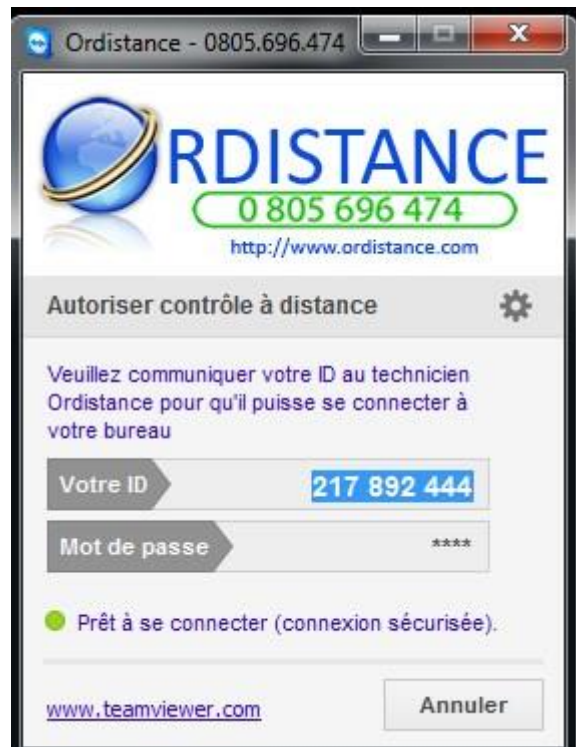 Ordistance - 0805.696.474
ORDISTANCE
0 805 696 474
http://www.ordistance.com
Autoriser contrôle à distance
Veuillez communiquer votre ID au technicien
Ordistance pour qu'il puisse se connecter à
votre bureau
Votre ID 217 892 444
Mot de passe ****
Prêt à se connecter (connexion sécurisée).
www.teamviewer.com Annuler